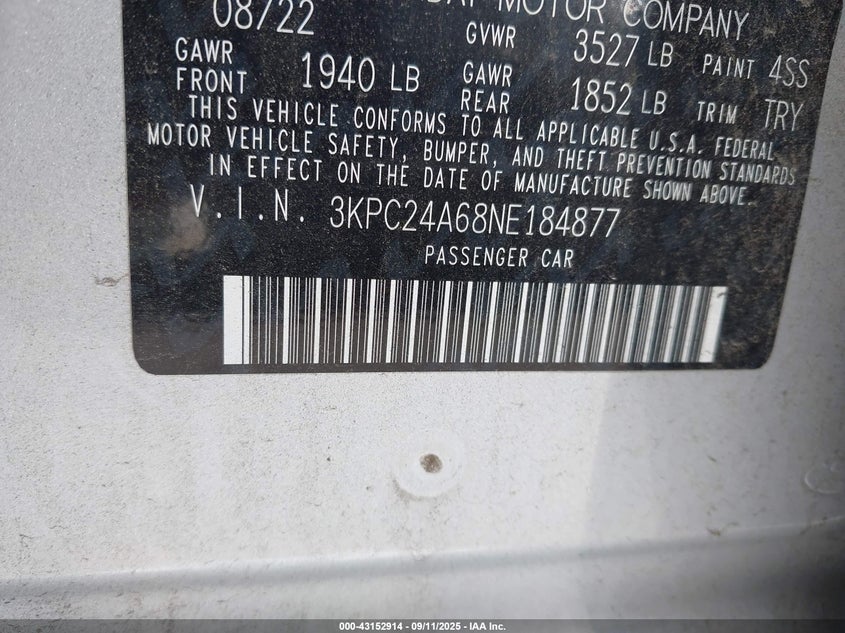 08/22 MOTOR COMPANY
GVWR 3527 LB PAINT 4SS
GAWR FRONT 1940 LB GAWR REAR 1852 LB TRIM TRY
THIS VEHICLE CONFORMS TO ALL APPLICABLE U.S.A. FEDERAL
MOTOR VEHICLE SAFETY, BUMPER, AND THEFT PREVENTION STANDARDS
IN EFFECT ON THE DATE OF MANUFACTURE SHOWN ABOVE.
V.I.N. 3KPC24A68NE184877
PASSENGER CAR
000-43152914 - 09/11/2025 - IAA Inc.